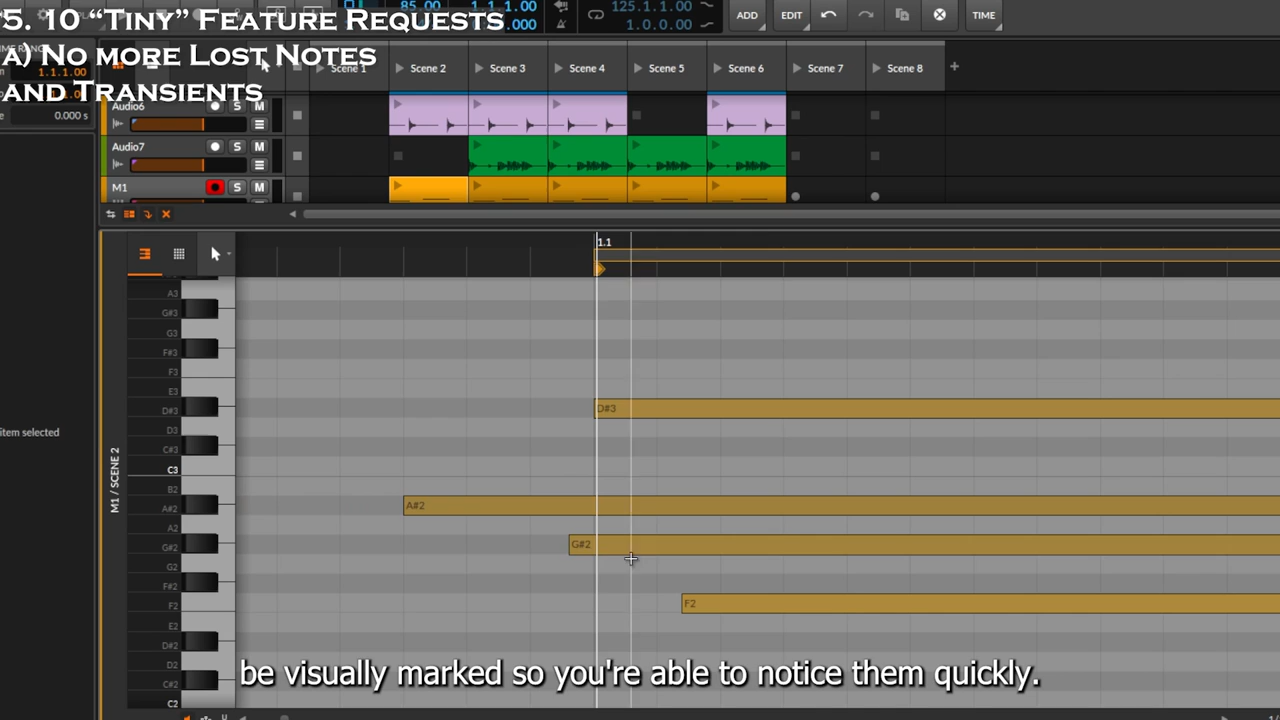 5. 10 “Tiny” Feature Requests
a) No more Lost Notes
and Transients
85.00
1.1.1.00
.000
125.1.1.00
1.0.0.00
ADD
EDIT
TIME
1.1.1.00
0.000 s
Scene 1
Scene 2
Scene 3
Scene 4
Scene 5
Scene 6
Scene 7
Scene 8
+
Audio6
S
M
Audio7
S
M
M1
S
M
1.1
item selected
M1 / SCENE 2
A3
G#3
G3
F#3
F3
E3
D#3
D3
C#3
C3
B2
A#2
A2
G#2
G2
F#2
F2
E2
D#2
D2
C#2
C2
D#3
A#2
G#2
F2
be visually marked so you're able to notice them quickly.